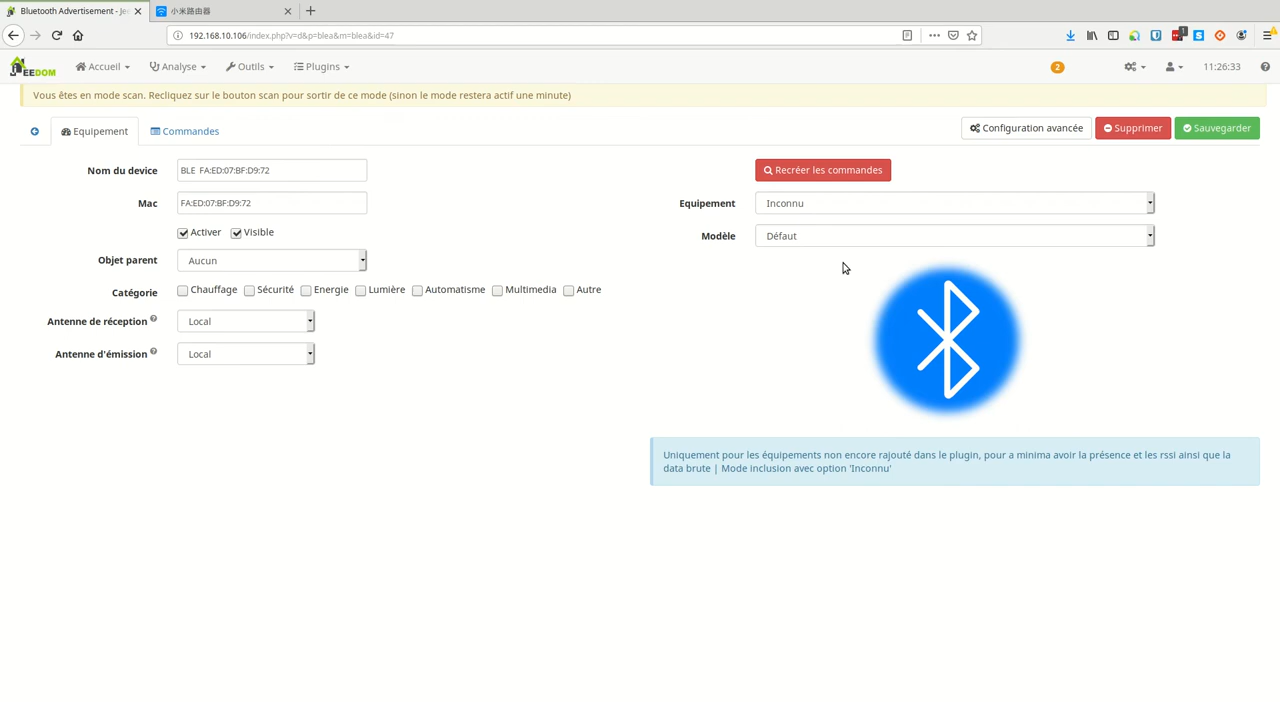 Bluetooth Advertisement - Jee
小米路由器
192.168.10.106/index.php?v=d&p=blea&m=blea&id=47
1
JEEDOM
Accueil
Analyse
Outils
Plugins
2
11:26:33
Vous êtes en mode scan. Recliquez sur le bouton scan pour sortir de ce mode (sinon le mode restera actif une minute)
Equipement
Commandes
Configuration avancée
Supprimer
Sauvegarder
Nom du device
BLE FA:ED:07:BF:D9:72
Recréer les commandes
Mac
FA:ED:07:BF:D9:72
Equipement
Inconnu
Activer
Visible
Modèle
Défaut
Objet parent
Aucun
Catégorie
Chauffage
Sécurité
Energie
Lumière
Automatisme
Multimedia
Autre
Antenne de réception
Local
Antenne d'émission
Local
Uniquement pour les équipements non encore rajouté dans le plugin, pour a minima avoir la présence et les rssi ainsi que la
data brute | Mode inclusion avec option 'Inconnu'